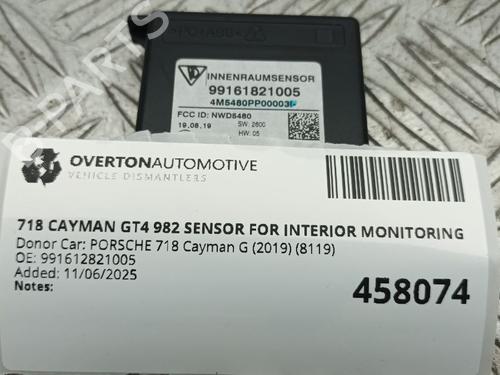 >PC+ABS<
INNENRAUMSENSOR
99161821005
4M5480PP00003F
FCC ID: NWD5480
19.08.19 SW: 2600
HW: 05
OVERTONAUTOMOTIVE
VEHICLE DISMANTLERS
718 CAYMAN GT4 982 SENSOR FOR INTERIOR MONITORING
Donor Car: PORSCHE 718 Cayman G (2019) (8119)
OE: 991612821005
Added: 11/06/2025
Notes:
458074